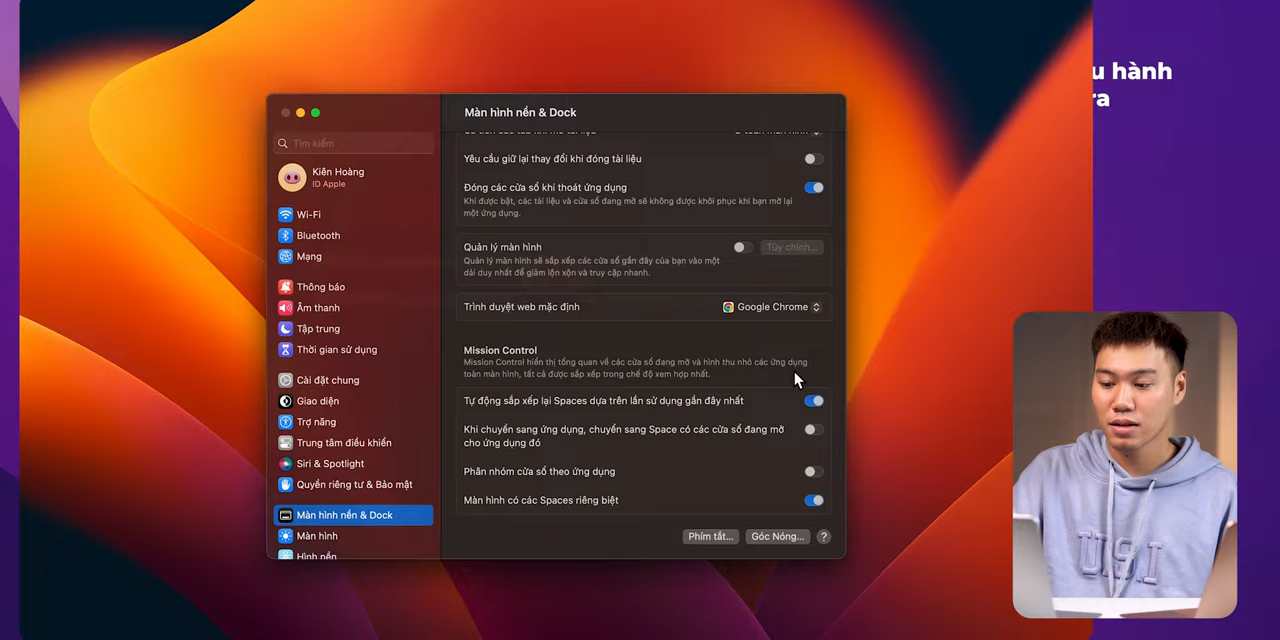 u hành
ra
Màn hình nền & Dock
Tìm kiếm
Kiên Hoàng
ID Apple
Wi-Fi
Bluetooth
Mạng
Thông báo
Âm thanh
Tập trung
Thời gian sử dụng
Cài đặt chung
Giao diện
Trợ năng
Trung tâm điều khiển
Siri & Spotlight
Quyền riêng tư & Bảo mật
Màn hình nền & Dock
Màn hình
Hình nền
Yêu cầu giữ lại thay đổi khi đóng tài liệu
Đóng các cửa sổ khi thoát ứng dụng
Khi được bật, các tài liệu và cửa sổ đang mở sẽ không được khôi phục khi bạn mở lại
một ứng dụng.
Quản lý màn hình
Tùy chỉnh...
Quản lý màn hình sẽ sắp xếp các cửa sổ gần đây của bạn vào một
dải duy nhất để giảm lộn xộn và truy cập nhanh.
Trình duyệt web mặc định
Google Chrome
Mission Control
Mission Control hiển thị tổng quan về các cửa sổ đang mở và hình thu nhỏ các ứng dụng
toàn màn hình, tất cả được sắp xếp trong chế độ xem hợp nhất.
Tự động sắp xếp lại Spaces dựa trên lần sử dụng gần đây nhất
Khi chuyển sang ứng dụng, chuyển sang Space có các cửa sổ đang mở
cho ứng dụng đó
Phân nhóm cửa sổ theo ứng dụng
Màn hình có các Spaces riêng biệt
Phím tắt...
Góc Nóng...
?
USI